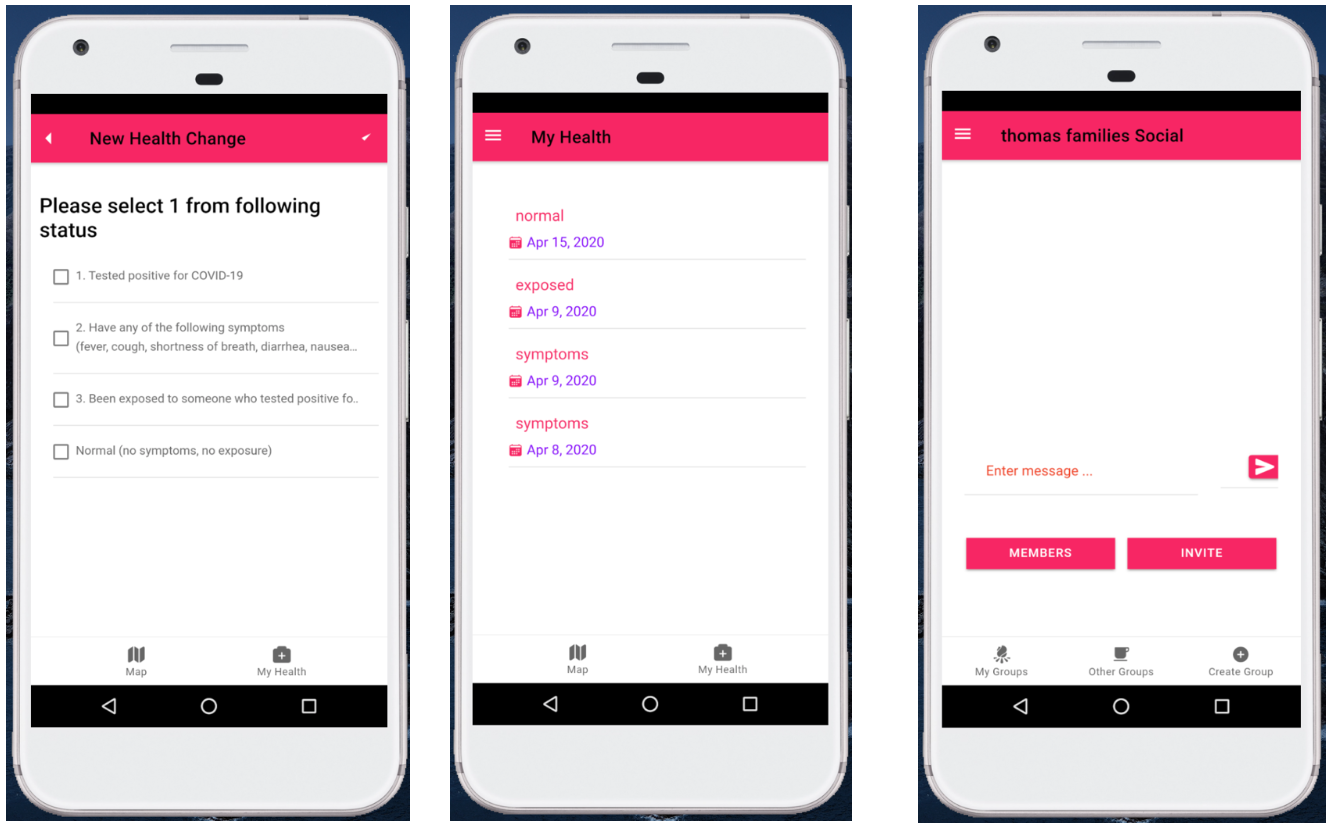 New Health Change
Please select 1 from following
status
1. Tested positive for COVID-19
2. Have any of the following symptoms
(fever, cough, shortness of breath, diarrhea, nausea...
3. Been exposed to someone who tested positive fo..
Normal (no symptoms, no exposure)
Map
My Health
My Health
normal
Apr 15, 2020
exposed
Apr 9, 2020
symptoms
Apr 9, 2020
symptoms
Apr 8, 2020
Map
My Health
thomas families Social
Enter message ...
MEMBERS
INVITE
My Groups
Other Groups
Create Group